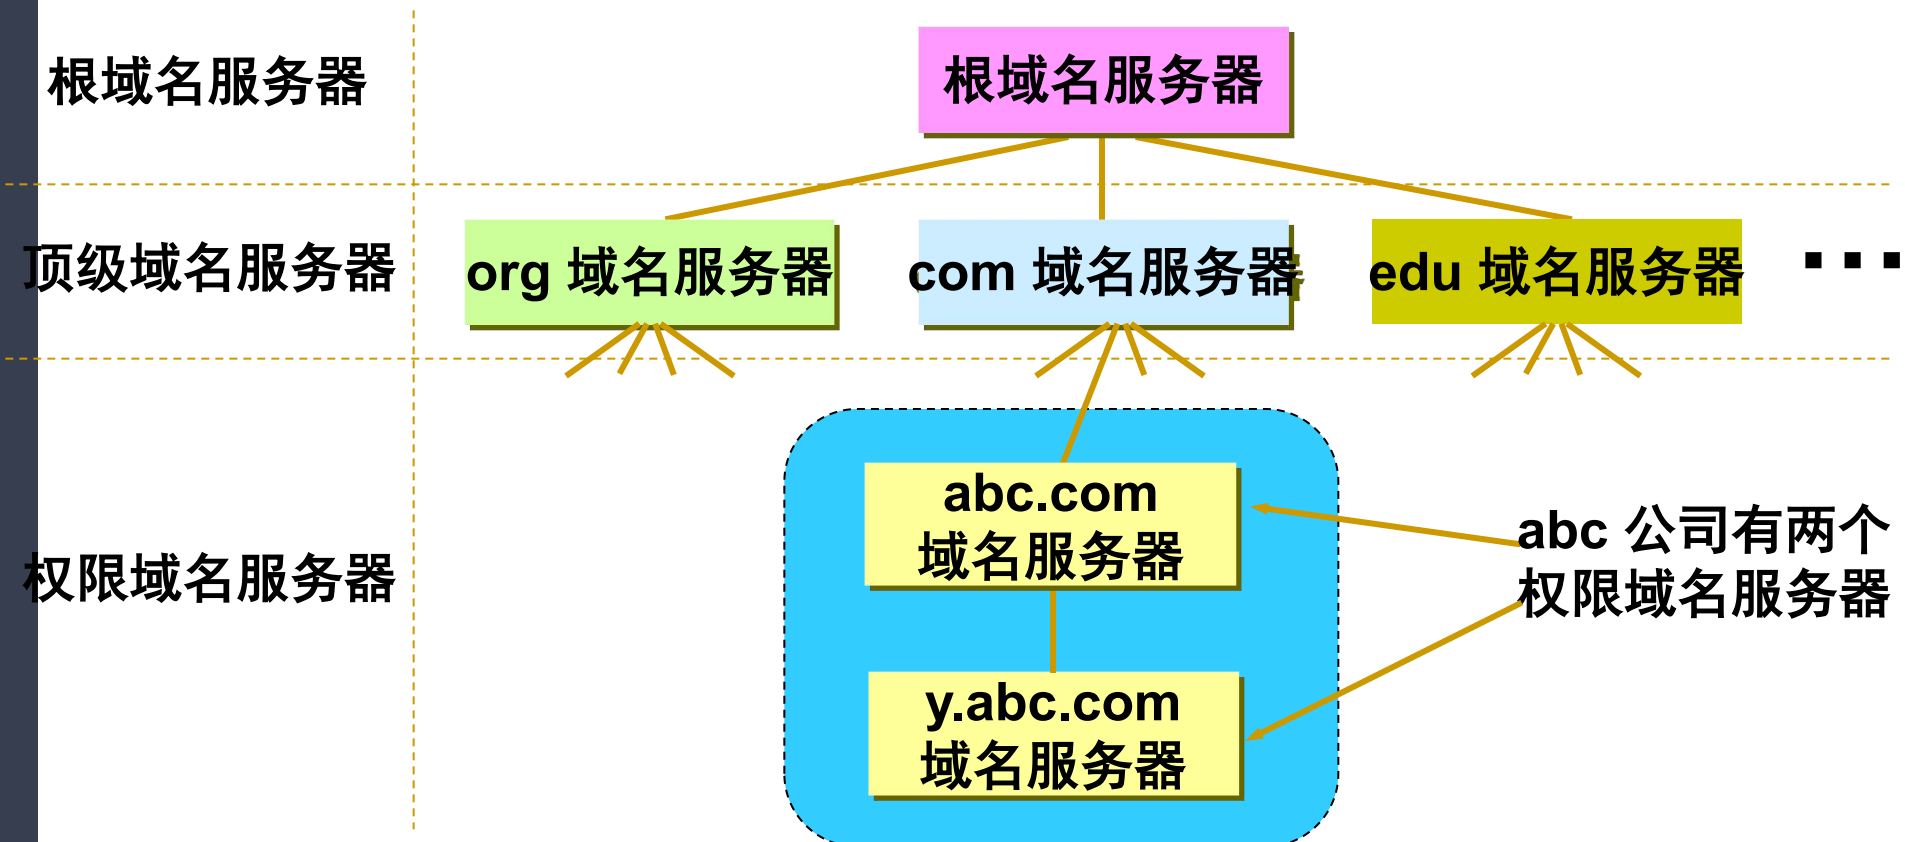 根域名服务器
根域名服务器
顶级域名服务器
org 域名服务器
com 域名服务器
edu 域名服务器
...
abc.com
域名服务器
abc 公司有两个
权限域名服务器
权限域名服务器
y.abc.com
域名服务器